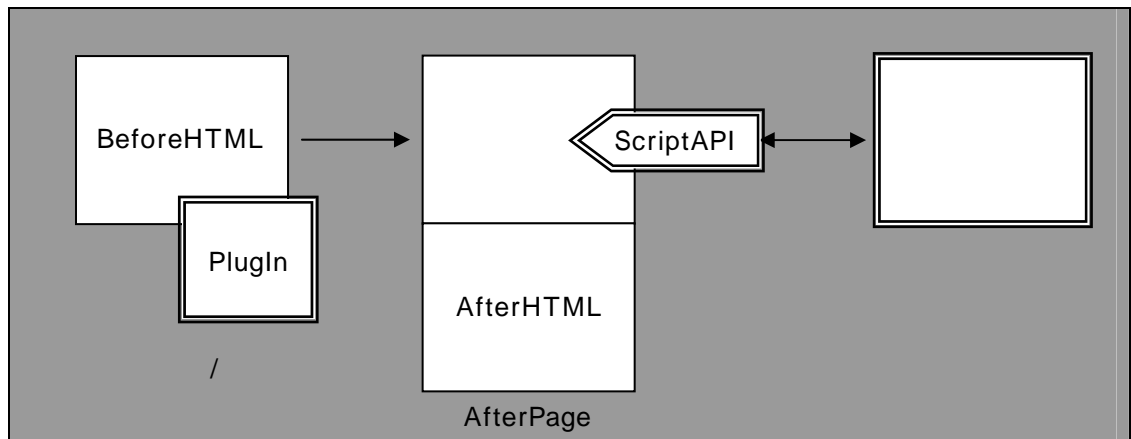 BeforeHTML
ScriptAPI
PlugIn
AfterHTML
/
AfterPage